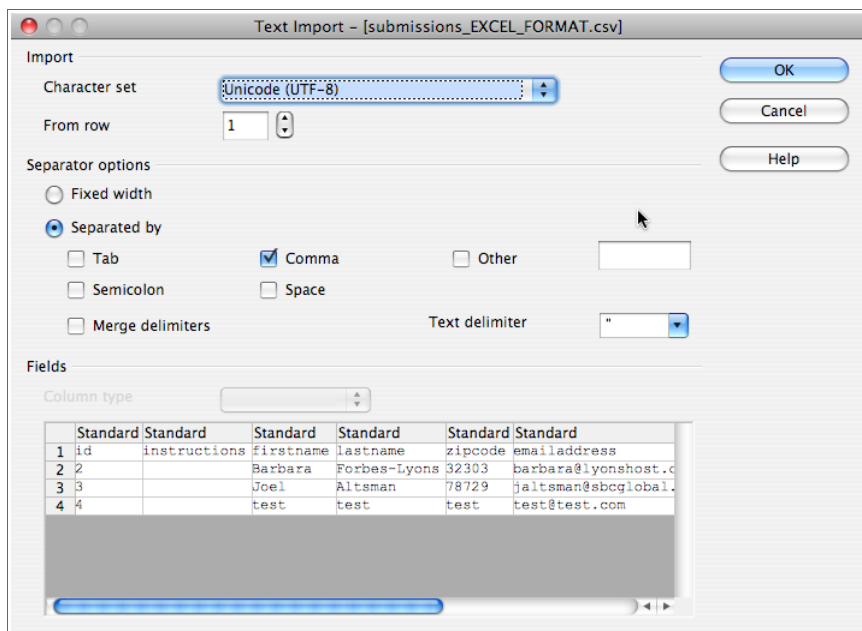 Text Import – [submissions_EXCEL_FORMAT.csv]
Import
OK
Character set
Unicode (UTF-8)
Cancel
From row
1
Help
Separator options
Fixed width
Separated by
Tab
Comma
Other
Semicolon
Space
Merge delimiters
Text delimiter
"
Fields
Column type
Standard Standard Standard Standard Standard Standard
1 id instructions firstname lastname zipcode emailaddress
2 2 Barbara Forbes-Lyons 32303 barbara@lyonshost.c
3 3 Joel Altsman 78729 jaltsman@sbcglobal.
4 4 test test test test@test.com